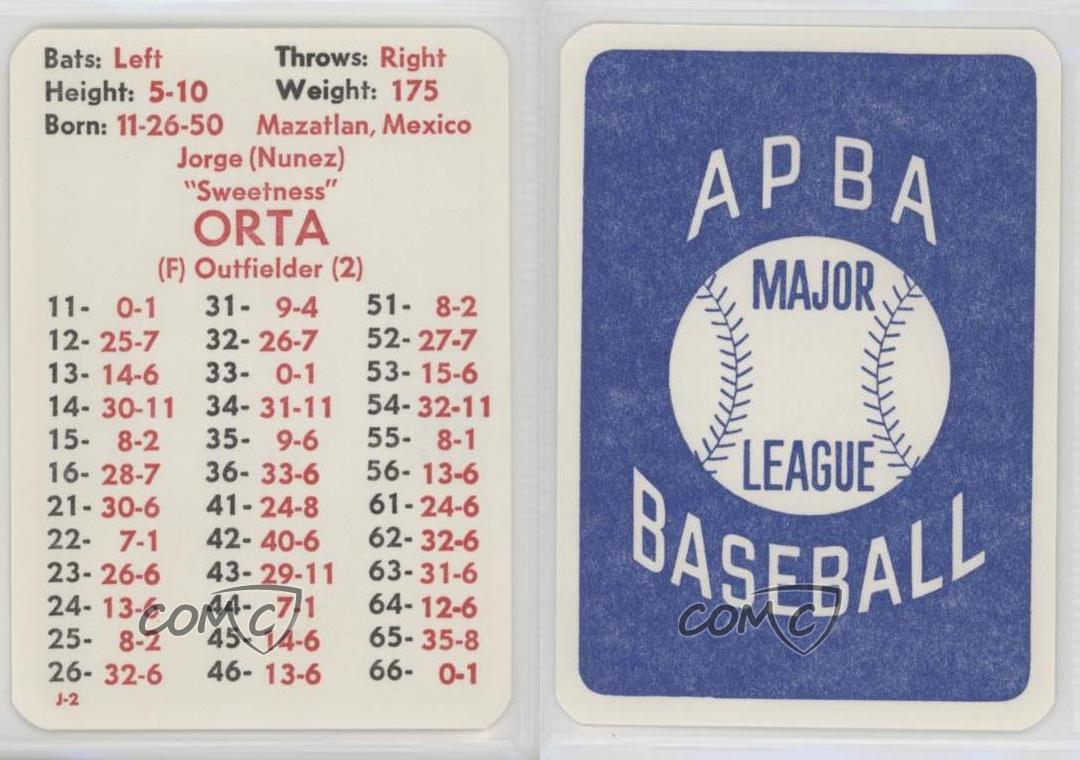 Bats: Left Throws: Right
Height: 5-10 Weight: 175
Born: 11-26-50 Mazatlan, Mexico
Jorge (Nunez)
"Sweetness"
ORTA
(F) Outfielder (2)
11- 0-1 31- 9-4 51- 8-2
12- 25-7 32- 26-7 52- 27-7
13- 14-6 33- 0-1 53- 15-6
14- 30-11 34- 31-11 54- 32-11
15- 8-2 35- 9-6 55- 8-1
16- 28-7 36- 33-6 56- 13-6
21- 30-6 41- 24-8 61- 24-6
22- 7-1 42- 40-6 62- 32-6
23- 26-6 43- 29-11 63- 31-6
24- 13-6 44- 7-1 64- 12-6
25- 8-2 45- 14-6 65- 35-8
26- 32-6 46- 13-6 66- 0-1
J-2
COMC
APBA
MAJOR
LEAGUE
BASEBALL
COMC